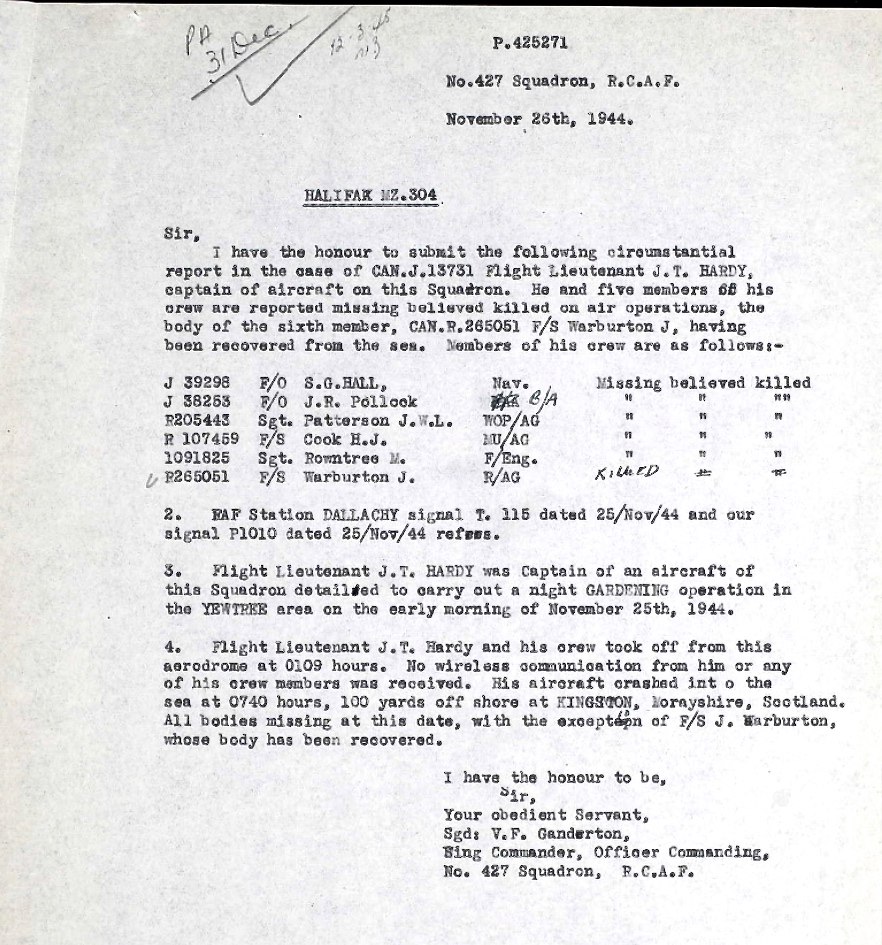 PA
31 Dec.
12-3-45
P.425271
No.427 Squadron, R.C.A.F.
November 26th, 1944.
HALIFAX MZ.304
Sir,
I have the honour to submit the following circumstantial
report in the case of CAN.J.13731 Flight Lieutenant J.T. HARDY,
captain of aircraft on this Squadron. He and five members of his
crew are reported missing believed killed on air operations, the
body of the sixth member, CAN.R.265051 F/S Warburton J, having
been recovered from the sea. Members of his crew are as follows:-
J 39298 F/O S.G.HALL, Nav. Missing believed killed
J 38253 F/O J.R. Pollock B/A " " ""
R205443 Sgt. Patterson J.W.L. WOP/AG " " "
R 107459 F/S Cook H.J. MU/AG " " "
1091825 Sgt. Rowntree M. F/Eng. " " "
R265051 F/S Warburton J. R/AG KILLED " "
2. RAF Station DALLACHY signal T. 115 dated 25/Nov/44 and our
signal P1010 dated 25/Nov/44 refers.
3. Flight Lieutenant J.T. HARDY was Captain of an aircraft of
this Squadron detailed to carry out a night GARDENING operation in
the YEWTREE area on the early morning of November 25th, 1944.
4. Flight Lieutenant J.T. Hardy and his crew took off from this
aerodrome at 0109 hours. No wireless communication from him or any
of his crew members was received. His aircraft crashed int o the
sea at 0740 hours, 100 yards off shore at KINGSTON, Morayshire, Scotland.
All bodies missing at this date, with the exception of F/S J. Warburton,
whose body has been recovered.
I have the honour to be,
Sir,
Your obedient Servant,
Sgd: V.F. Ganderton,
Wing Commander, Officer Commanding,
No. 427 Squadron, R.C.A.F.